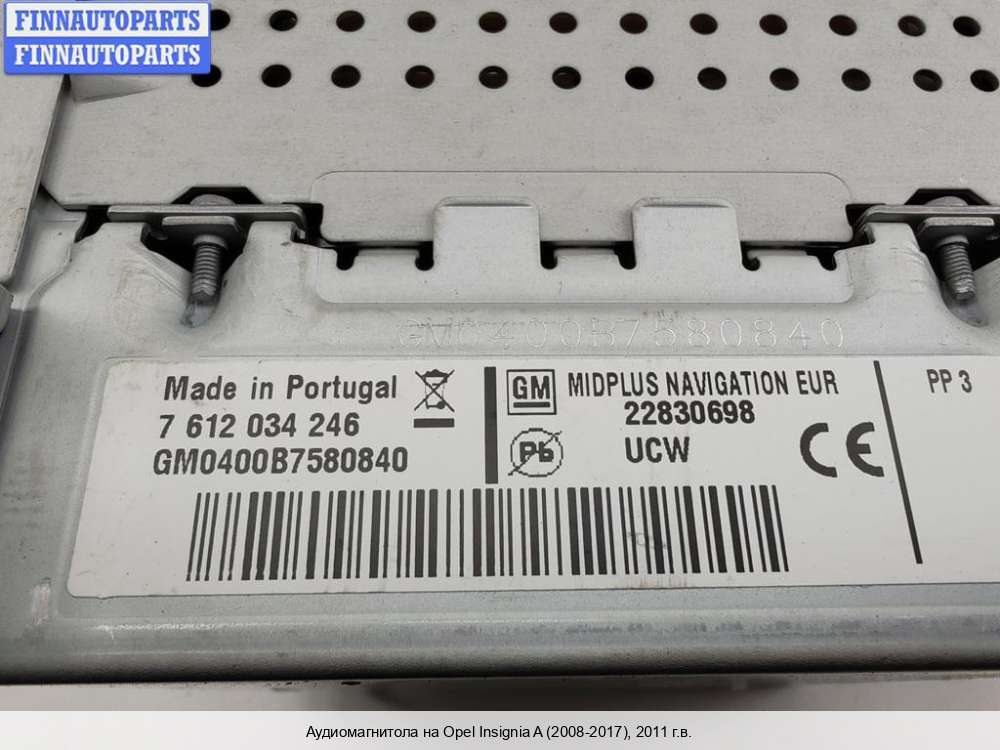 FINNAUTOPARTS
FINNAUTOPARTS
GM0400B7580840
Made in Portugal
7 612 034 246
GM0400B7580840
GM
MIDPLUS NAVIGATION EUR
22830698
Pb
UCW
CE
PP 3
Аудиомагнитола на Opel Insignia A (2008-2017), 2011 г.в.